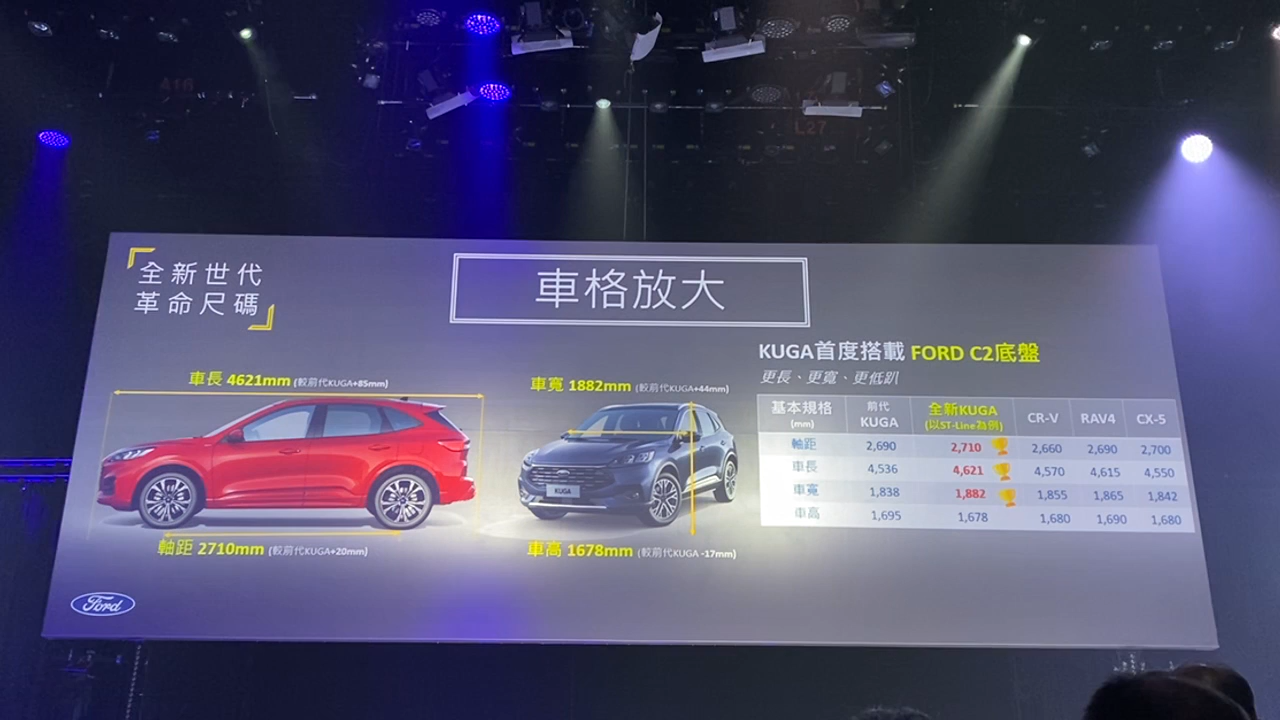 416
L27
全新世代
革命尺碼
車格放大
KUGA首度搭載 FORD C2底盤
更長、更寬、更低趴
車長 4621mm (較前代KUGA+85mm)
車寬 1882mm (較前代KUGA+44mm)
KUGA
軸距 2710mm (較前代KUGA+20mm)
車高 1678mm (較前代KUGA -17mm)
基本規格 (mm) 前代 KUGA 全新KUGA (以ST-Line為例) CR-V RAV4 CX-5
軸距 2,690 2,710 2,660 2,690 2,700
車長 4,536 4,621 4,570 4,615 4,550
車寬 1,838 1,882 1,855 1,865 1,842
車高 1,695 1,678 1,680 1,690 1,680
Ford